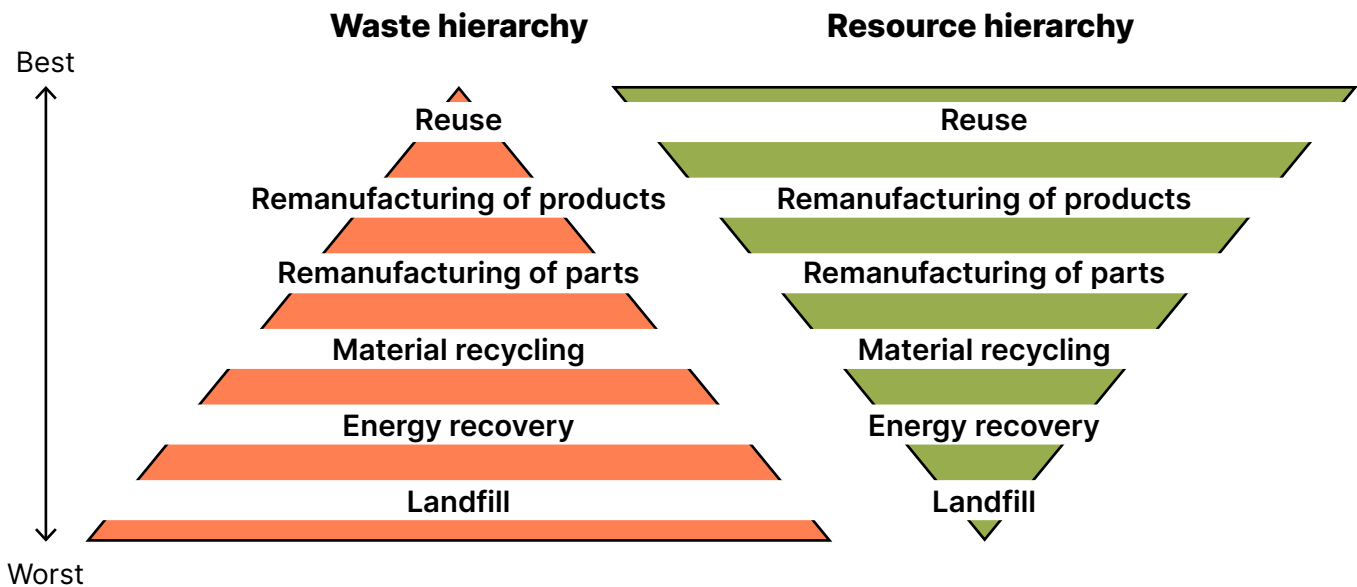 Waste hierarchy
Resource hierarchy
Best
Reuse
Reuse
Remanufacturing of products
Remanufacturing of products
Remanufacturing of parts
Remanufacturing of parts
Material recycling
Material recycling
Energy recovery
Energy recovery
Landfill
Landfill
Worst